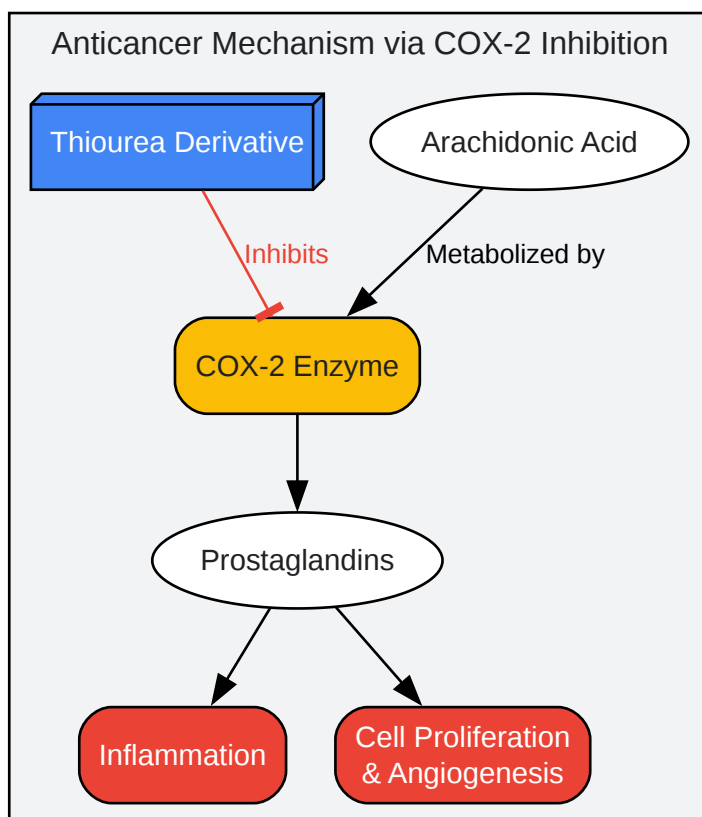 Anticancer Mechanism via COX-2 Inhibition
Thiourea Derivative
Arachidonic Acid
Inhibits
Metabolized by
COX-2 Enzyme
Prostaglandins
Inflammation
Cell Proliferation
& Angiogenesis